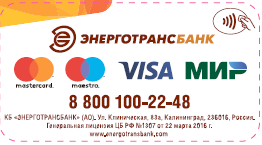 ЭНЕРГОТРАНСБАНК
mastercard. maestro. VISA МИР
8 800 100-22-48
КБ «ЭНЕРГОТРАНСБАНК» (АО), Ул. Клиническая, 83а, Калининград, 236016, Россия.
Генеральная лицензия ЦБ РФ №1307 от 22 марта 2016 г.
www.energotransbank.com